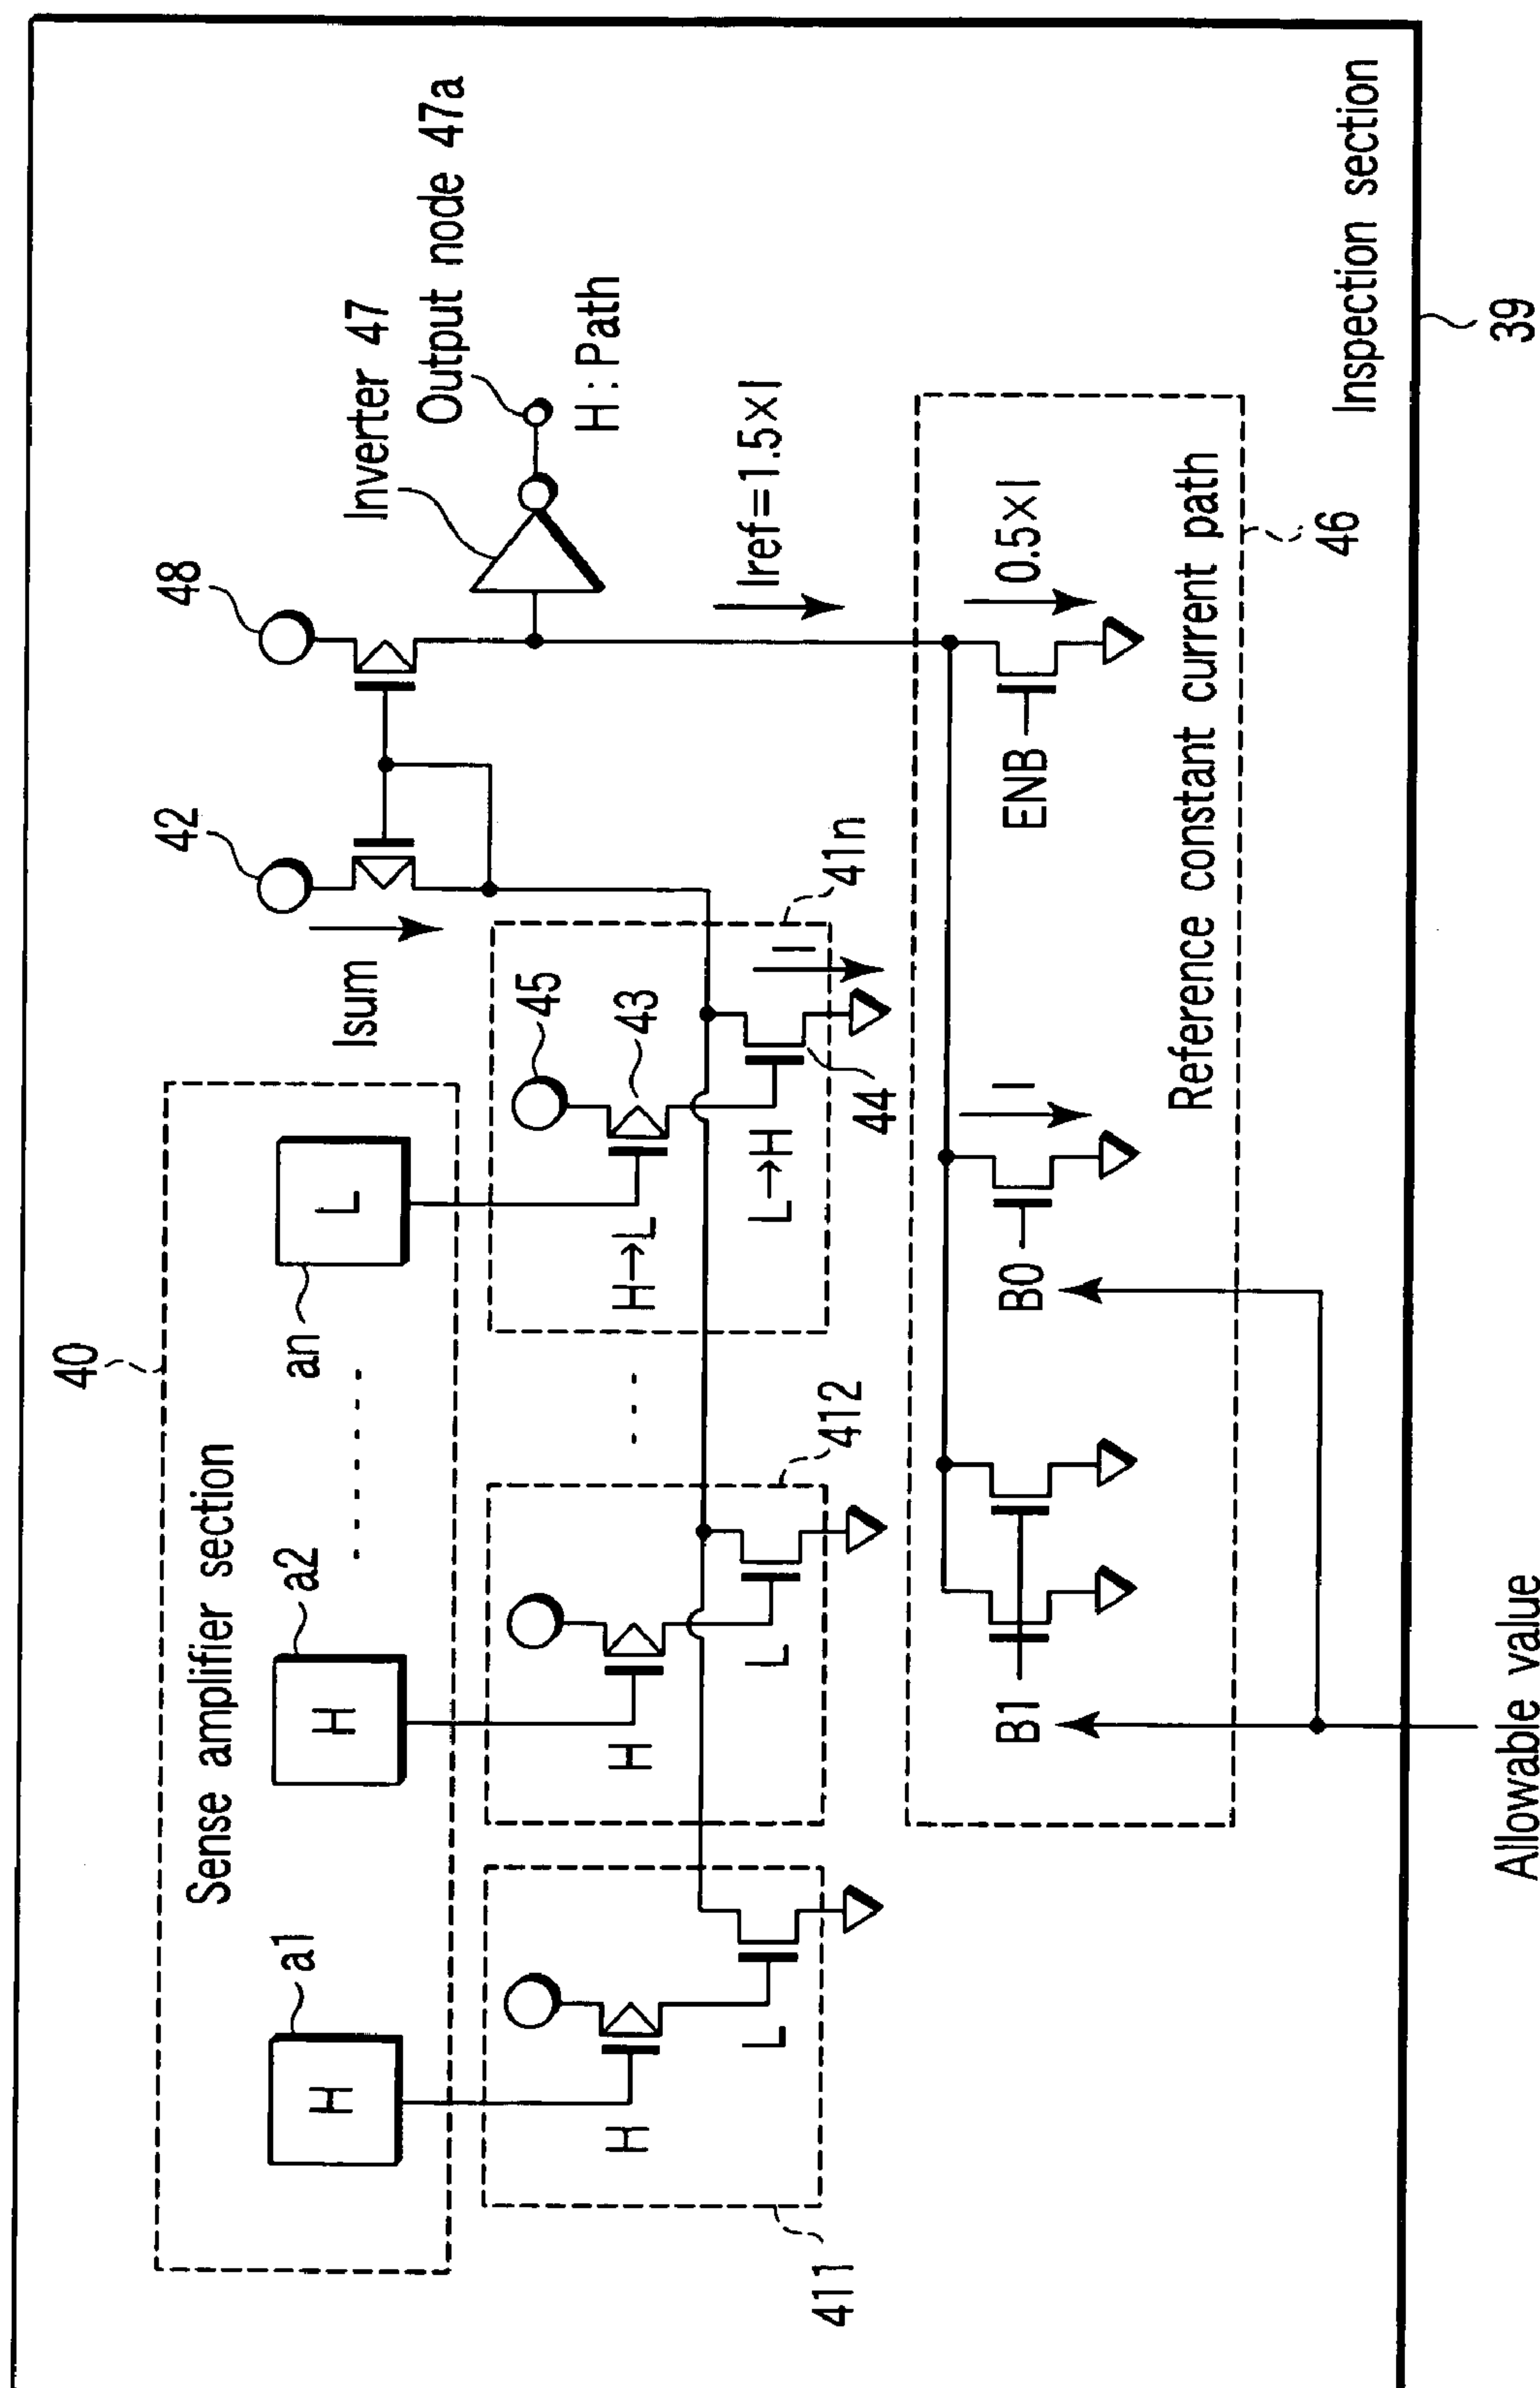 40
Sense amplifier section
a1
H
a2
H
an
L
42
48
Isum
Inverter 47
Output node 47a
H : Path
411
H
L
412
H
L
41n
45
43
H→L
L→H
44
I
Iref=1.5×I
B1
B0
I
ENB
0.5×I
Reference constant current path
46
Inspection section
39
Allowable value